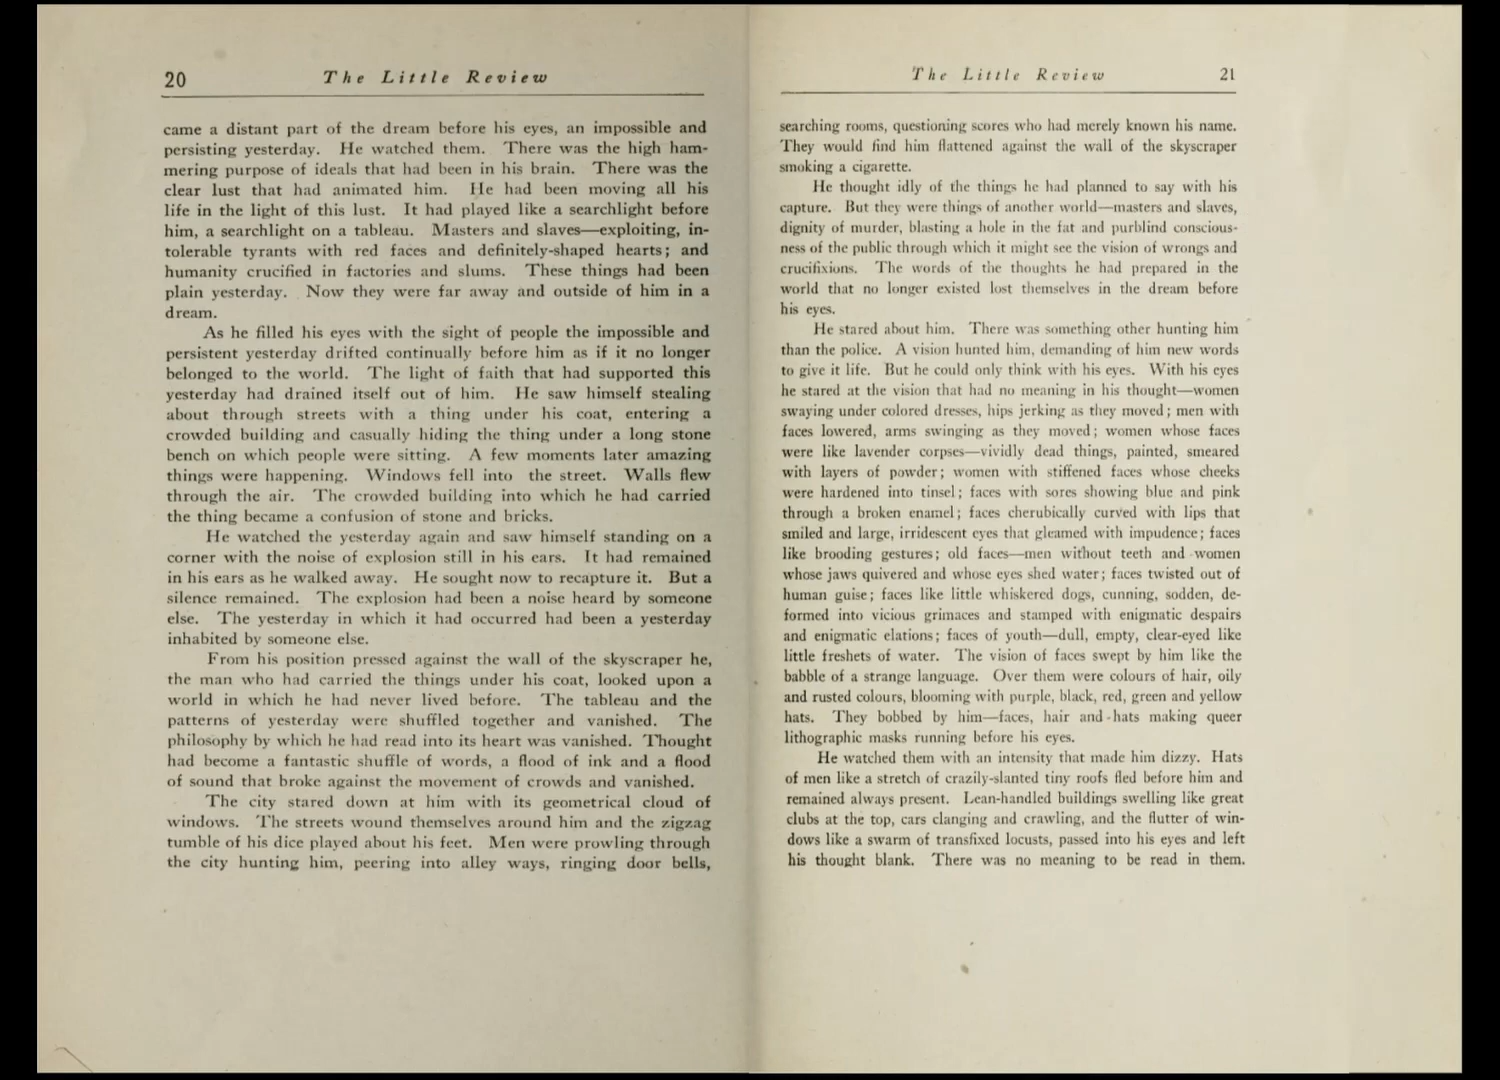 20
The Little Review
came a distant part of the dream before his eyes, an impossible and
persisting yesterday. He watched them. There was the high ham-
mering purpose of ideals that had been in his brain. There was the
clear lust that had animated him. He had been moving all his
life in the light of this lust. It had played like a searchlight before
him, a searchlight on a tableau. Masters and slaves—exploiting, in-
tolerable tyrants with red faces and definitely-shaped hearts; and
humanity crucified in factories and slums. These things had been
plain yesterday. Now they were far away and outside of him in a
dream.
As he filled his eyes with the sight of people the impossible and
persistent yesterday drifted continually before him as if it no longer
belonged to the world. The light of faith that had supported this
yesterday had drained itself out of him. He saw himself stealing
about through streets with a thing under his coat, entering a
crowded building and casually hiding the thing under a long stone
bench on which people were sitting. A few moments later amazing
things were happening. Windows fell into the street. Walls flew
through the air. The crowded building into which he had carried
the thing became a confusion of stone and bricks.
He watched the yesterday again and saw himself standing on a
corner with the noise of explosion still in his ears. It had remained
in his ears as he walked away. He sought now to recapture it. But a
silence remained. The explosion had been a noise heard by someone
else. The yesterday in which it had occurred had been a yesterday
inhabited by someone else.
From his position pressed against the wall of the skyscraper he,
the man who had carried the things under his coat, looked upon a
world in which he had never lived before. The tableau and the
patterns of yesterday were shuffled together and vanished. The
philosophy by which he had read into its heart was vanished. Thought
had become a fantastic shuffle of words, a flood of ink and a flood
of sound that broke against the movement of crowds and vanished.
The city stared down at him with its geometrical cloud of
windows. The streets wound themselves around him and the zigzag
tumble of his dice played about his feet. Men were prowling through
the city hunting him, peering into alley ways, ringing door bells,
The Little Review
21
searching rooms, questioning scores who had merely known his name.
They would find him flattened against the wall of the skyscraper
smoking a cigarette.
He thought idly of the things he had planned to say with his
capture. But they were things of another world—masters and slaves,
dignity of murder, blasting a hole in the fat and purblind conscious-
ness of the public through which it might see the vision of wrongs and
crucifixions. The words of the thoughts he had prepared in the
world that no longer existed lost themselves in the dream before
his eyes.
He stared about him. There was something other hunting him
than the police. A vision hunted him, demanding of him new words
to give it life. But he could only think with his eyes. With his eyes
he stared at the vision that had no meaning in his thought—women
swaying under colored dresses, hips jerking as they moved; men with
faces lowered, arms swinging as they moved; women whose faces
were like lavender corpses—vividly dead things, painted, smeared
with layers of powder; women with stiffened faces whose cheeks
were hardened into tinsel; faces with sores showing blue and pink
through a broken enamel; faces cherubically curved with lips that
smiled and large, irridescent eyes that gleamed with impudence; faces
like brooding gestures; old faces—men without teeth and women
whose jaws quivered and whose eyes shed water; faces twisted out of
human guise; faces like little whiskered dogs, cunning, sodden, de-
formed into vicious grimaces and stamped with enigmatic despairs
and enigmatic elations; faces of youth—dull, empty, clear-eyed like
little freshets of water. The vision of faces swept by him like the
babble of a strange language. Over them were colours of hair, oily
and rusted colours, blooming with purple, black, red, green and yellow
hats. They bobbed by him—faces, hair and hats making queer
lithographic masks running before his eyes.
He watched them with an intensity that made him dizzy. Hats
of men like a stretch of crazily-slanted tiny roofs fled before him and
remained always present. Lean-handled buildings swelling like great
clubs at the top, cars clanging and crawling, and the flutter of win-
dows like a swarm of transfixed locusts, passed into his eyes and left
his thought blank. There was no meaning to be read in them.